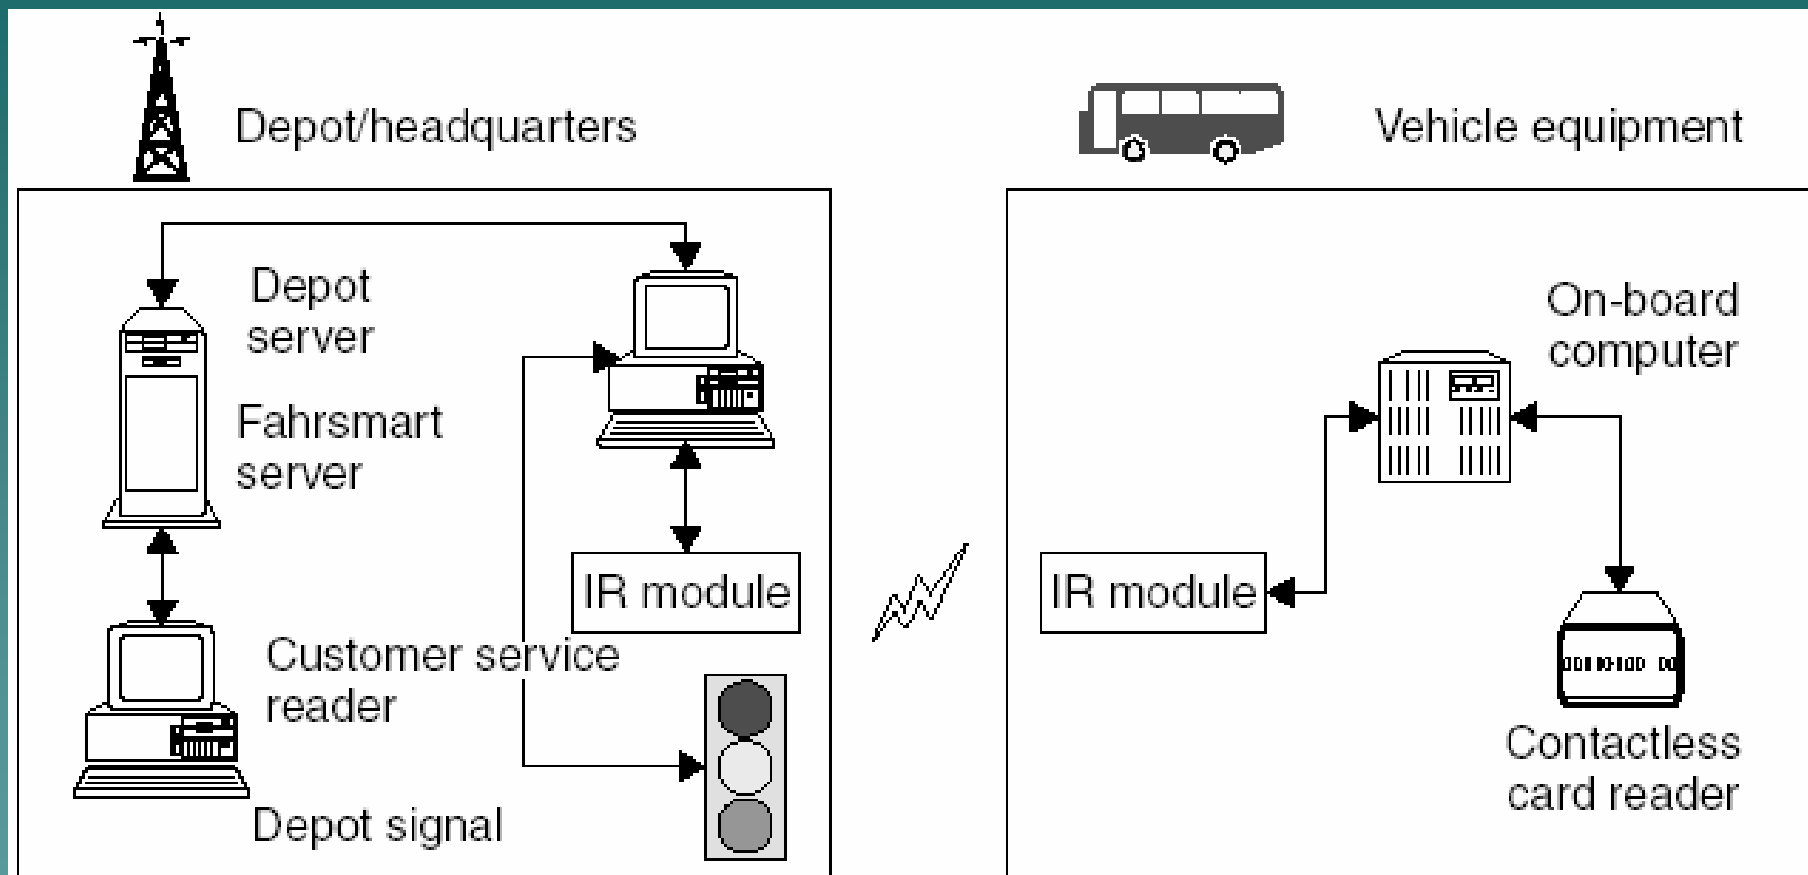 Depot/headquarters
Vehicle equipment
Depot
server
Fahrsmart
server
IR module
Customer service
reader
Depot signal
On-board
computer
IR module
Contactless
card reader